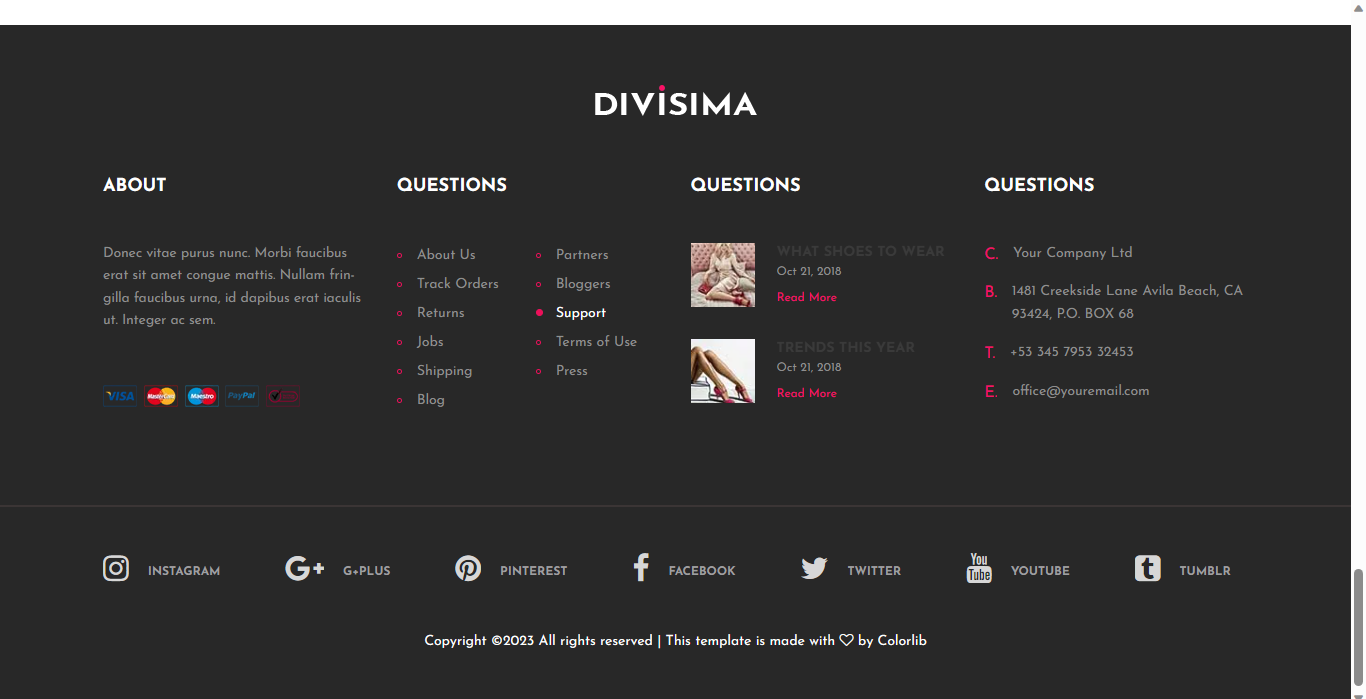 DIVISIMA
ABOUT
Donec vitae purus nunc. Morbi faucibus
erat sit amet congue mattis. Nullam frin-
gilla faucibus urna, id dapibus erat iaculis
ut. Integer ac sem.
VISA MasterCard Maestro PayPal
QUESTIONS
About Us
Track Orders
Returns
Jobs
Shipping
Blog
Partners
Bloggers
Support
Terms of Use
Press
QUESTIONS
WHAT SHOES TO WEAR
Oct 21, 2018
Read More
TRENDS THIS YEAR
Oct 21, 2018
Read More
QUESTIONS
C. Your Company Ltd
B. 1481 Creekside Lane Avila Beach, CA
93424, P.O. BOX 68
T. +53 345 7953 32453
E. office@youremail.com
INSTAGRAM
G+ G+PLUS
PINTEREST
f FACEBOOK
TWITTER
You
Tube YOUTUBE
t TUMBLR
Copyright ©2023 All rights reserved | This template is made with ♡ by Colorlib